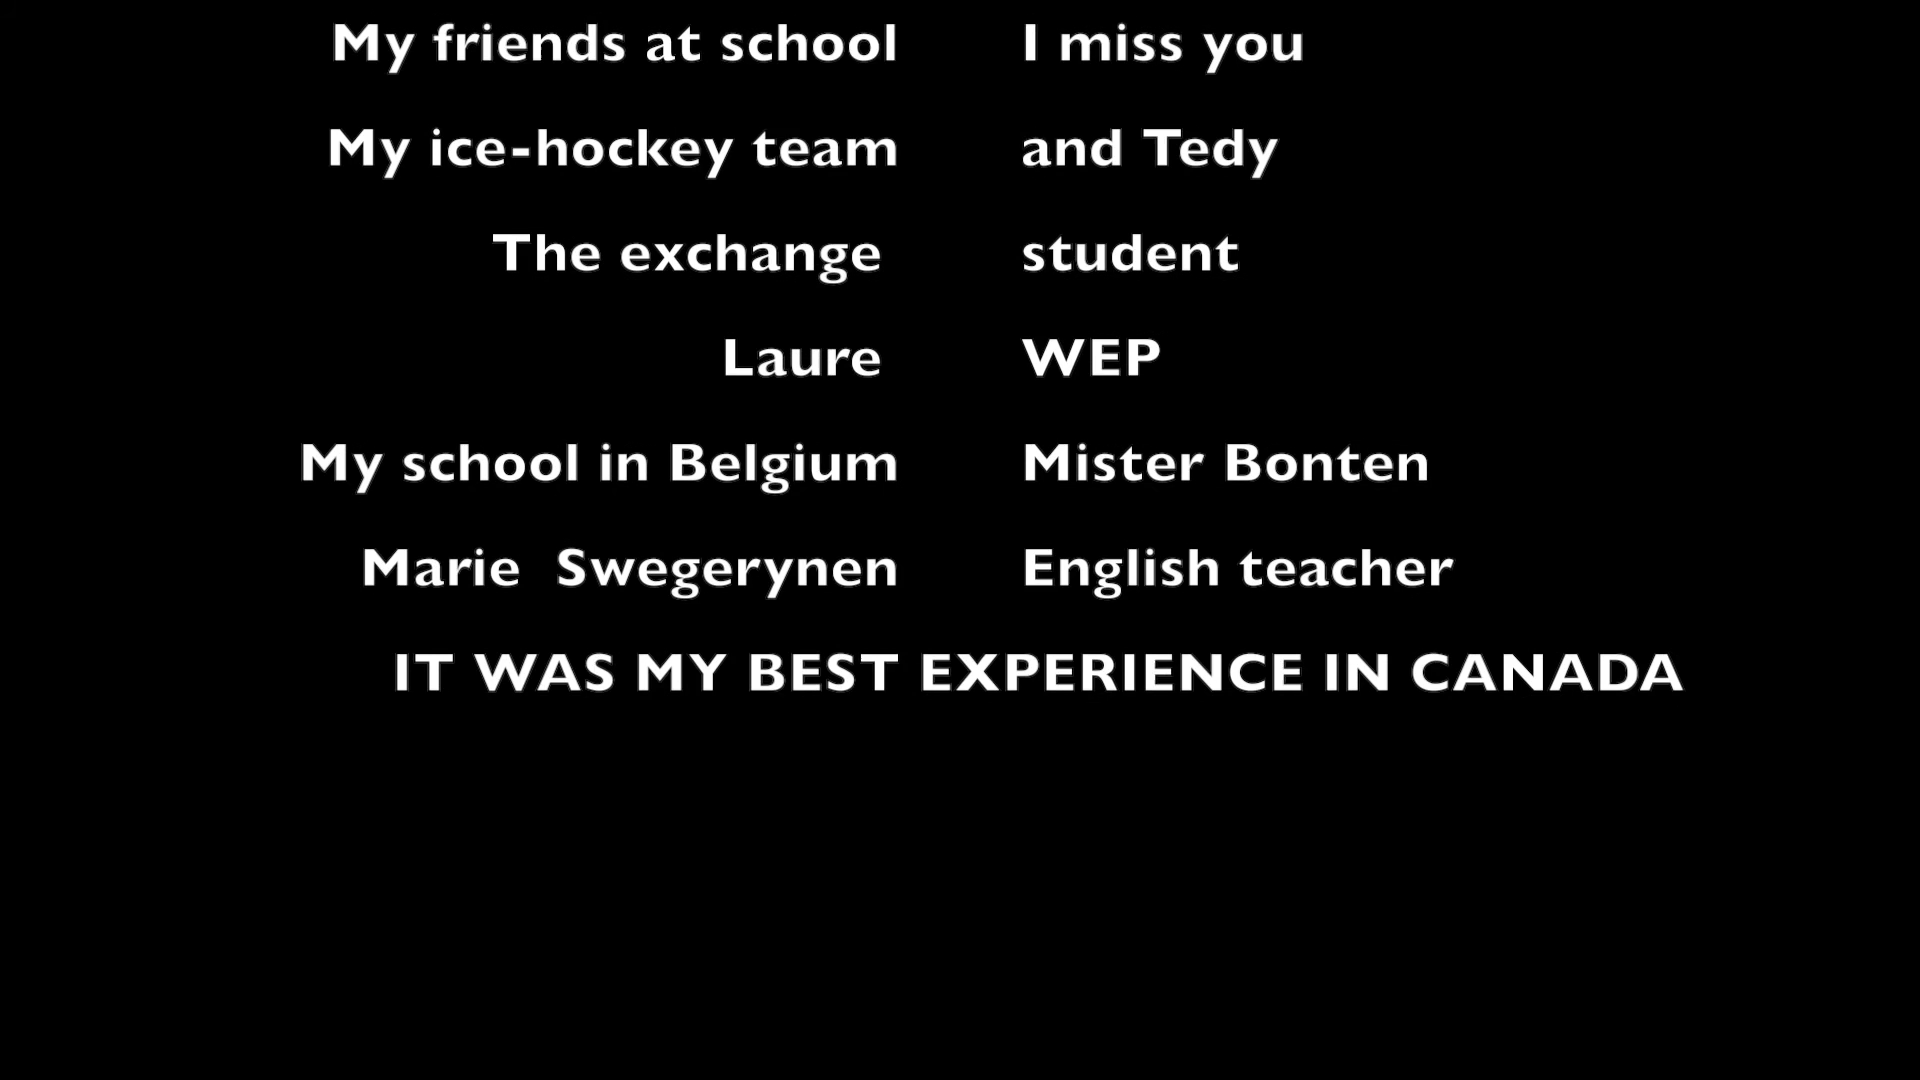 My friends at school I miss you
My ice-hockey team and Tedy
The exchange student
Laure WEP
My school in Belgium Mister Bonten
Marie Swegerynen English teacher
IT WAS MY BEST EXPERIENCE IN CANADA